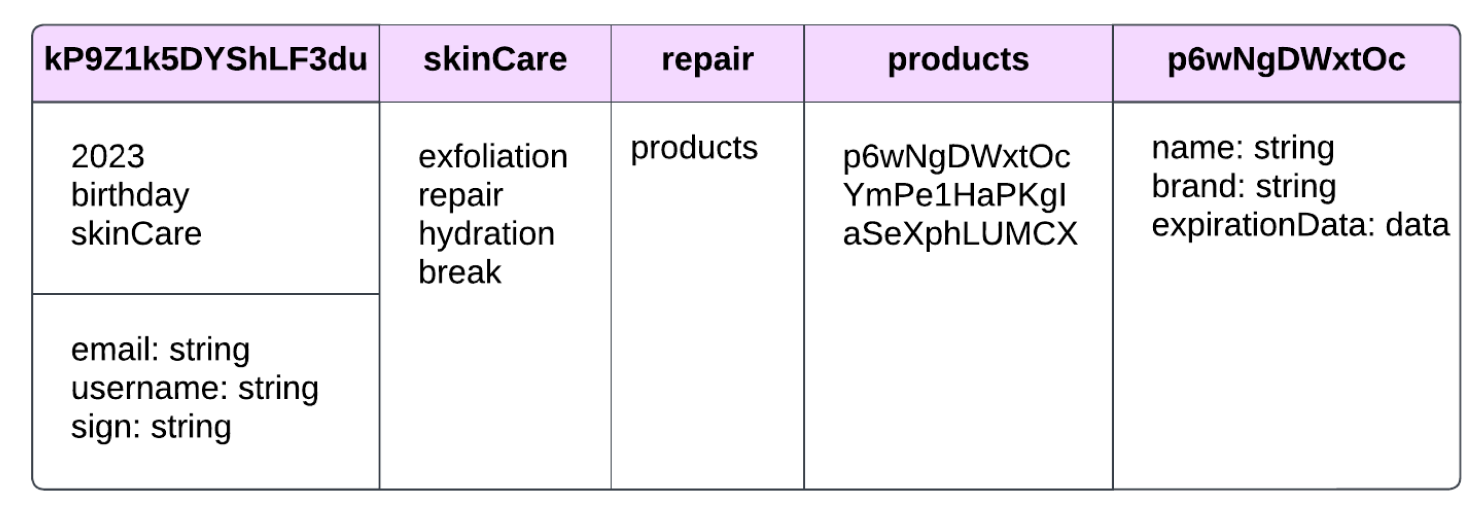 kP9Z1k5DYShLF3du
2023
birthday
skinCare
email: string
username: string
sign: string
skinCare
exfoliation
repair
hydration
break
repair
products
products
p6wNgDWxtOc
YmPe1HaPKgI
aSeXphLUMCX
p6wNgDWxtOc
name: string
brand: string
expirationData: data